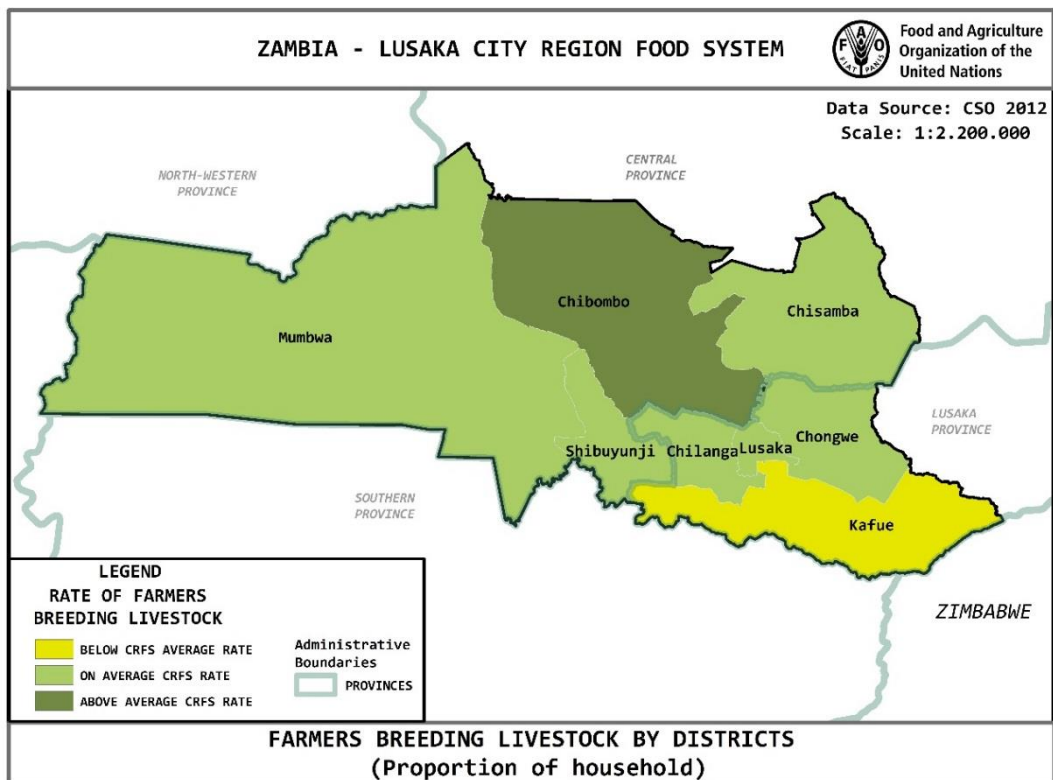 ZAMBIA - LUSAKA CITY REGION FOOD SYSTEM
F A O
FIAT PANIS
Food and Agriculture
Organization of the
United Nations
Data Source: CSO 2012
Scale: 1:2.200.000
NORTH-WESTERN
PROVINCE
CENTRAL
PROVINCE
Chibombo
Chisamba
Mumbwa
LUSAKA
PROVINCE
Chongwe
Shibuyunji
Chilanga
Lusaka
SOUTHERN
PROVINCE
Kafue
ZIMBABWE
LEGEND
RATE OF FARMERS
BREEDING LIVESTOCK
BELOW CRFS AVERAGE RATE
ON AVERAGE CRFS RATE
ABOVE AVERAGE CRFS RATE
Administrative
Boundaries
PROVINCES
FARMERS BREEDING LIVESTOCK BY DISTRICTS
(Proportion of household)